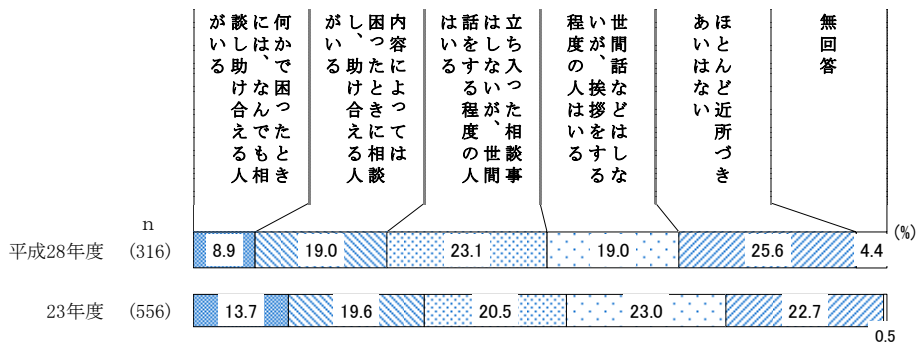 何かで困ったとき
には、なんでも相
談し助け合える人
がいる
内容によっては
困ったときに相談
し、助け合える人
がいる
立ち入った相談事
はしないが、世間
話をする程度の人
はいる
世間話などはしな
いが、挨拶をする
程度の人はいる
ほとんど近所づき
あいはない
無回答
n
(%)
平成28年度 (316) 8.9 19.0 23.1 19.0 25.6 4.4
23年度 (556) 13.7 19.6 20.5 23.0 22.7
0.5